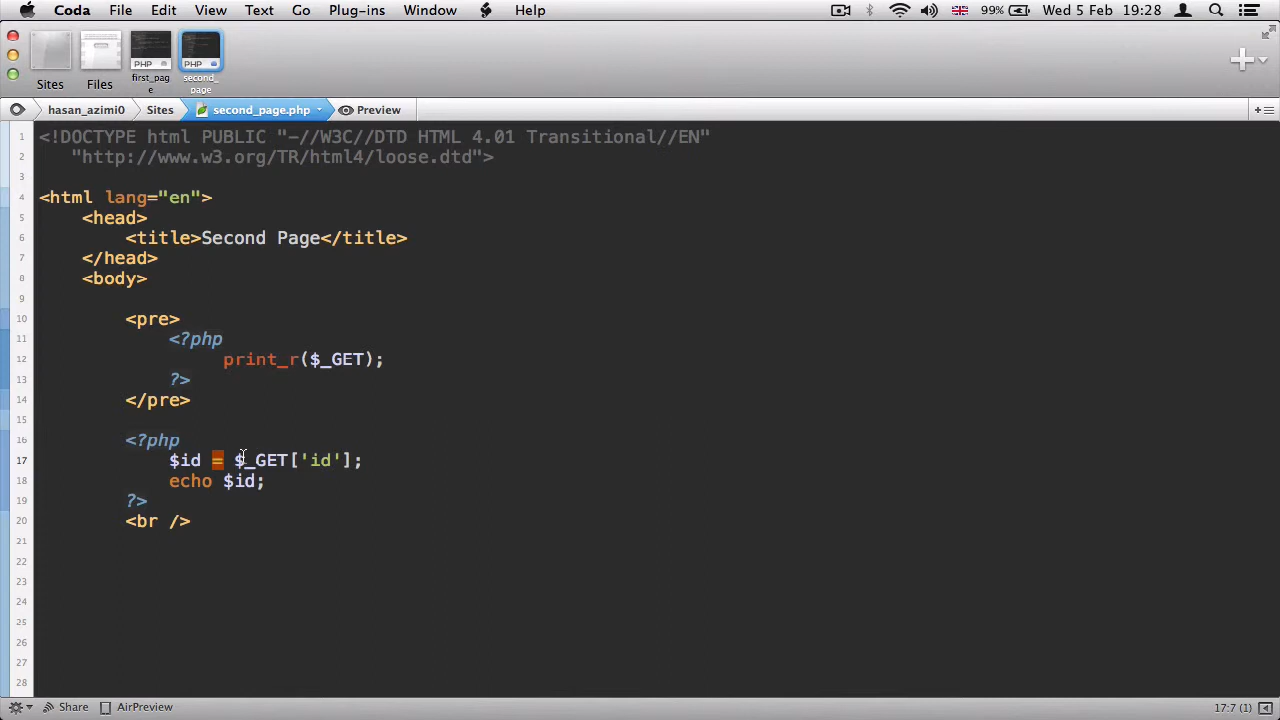 Coda File Edit View Text Go Plug-ins Window Help 99% Wed 5 Feb 19:28
PHP PHP
Sites Files first_pag e second_ page
hasan_azimi0 Sites second_page.php Preview
1 <!DOCTYPE html PUBLIC "-//W3C//DTD HTML 4.01 Transitional//EN"
2 "http://www.w3.org/TR/html4/loose.dtd">
3
4 <html lang="en">
5 <head>
6 <title>Second Page</title>
7 </head>
8 <body>
9
10 <pre>
11 <?php
12 print_r($_GET);
13 ?>
14 </pre>
15
16 <?php
17 $id = $_GET['id'];
18 echo $id;
19 ?>
20 <br />
21
22
23
24
25
26
27
28
Share AirPreview 17:7 (1)